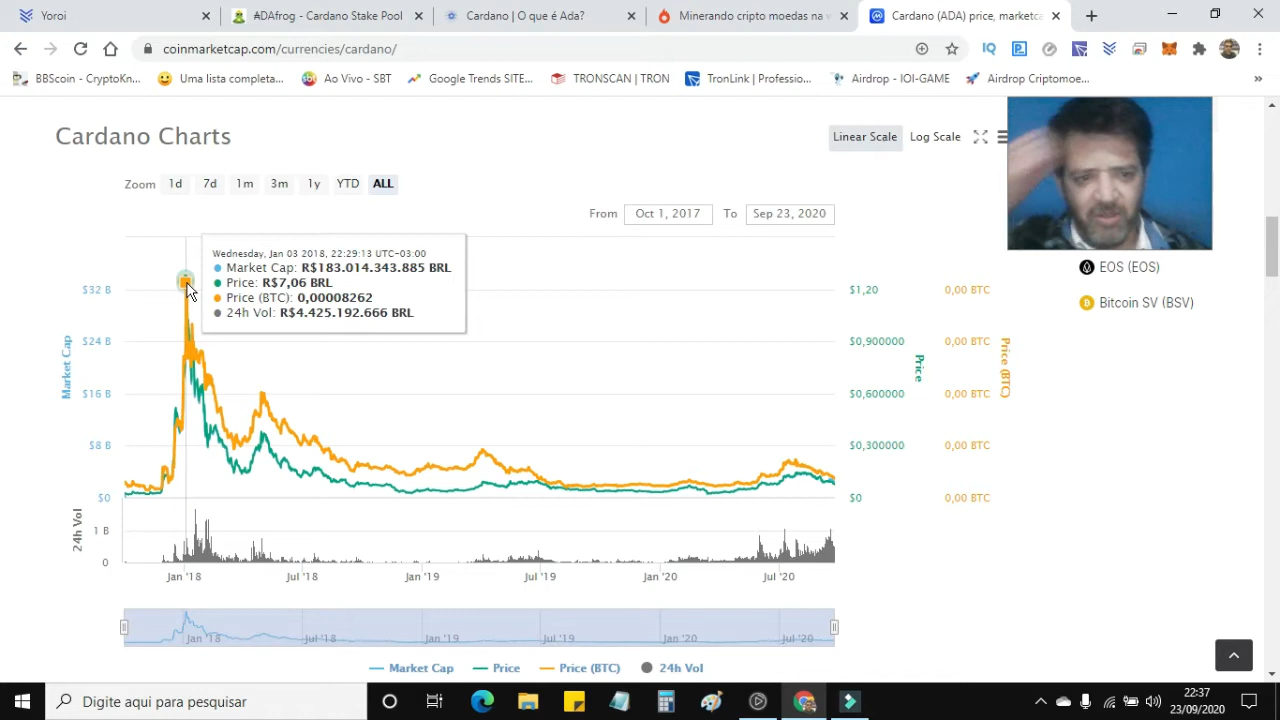 Yoroi
₳DAfrog - Cardano Stake Pool
Cardano | O que é Ada?
Minerando cripto moedas na w
Cardano (ADA) price, marketca
coinmarketcap.com/currencies/cardano/
BBScoin - CryptoKn...
Uma lista completa...
Ao Vivo - SBT
Google Trends SITE...
TRONSCAN | TRON
TronLink | Professio...
Airdrop - IOI-GAME
Airdrop Criptomoe...
Cardano Charts
Linear Scale
Log Scale
Zoom 1d 7d 1m 3m 1y YTD ALL
From Oct 1, 2017 To Sep 23, 2020
Wednesday, Jan 03 2018, 22:29:13 UTC-03:00
Market Cap: R$183.014.343.885 BRL
Price: R$7,06 BRL
Price (BTC): 0,00008262
24h Vol: R$4.425.192.666 BRL
EOS (EOS)
Bitcoin SV (BSV)
$32 B
$24 B
$16 B
$8 B
$0
Market Cap
1 B
0
24h Vol
$1,20
$0,900000
$0,600000
$0,300000
$0
Price
0,00 BTC
0,00 BTC
0,00 BTC
0,00 BTC
0,00 BTC
Price (BTC)
Jan '18 Jul '18 Jan '19 Jul '19 Jan '20 Jul '20
Jan '18 Jul '18 Jan '19 Jul '19 Jan '20 Jul '20
Market Cap Price Price (BTC) 24h Vol
Digite aqui para pesquisar
22:37
23/09/2020